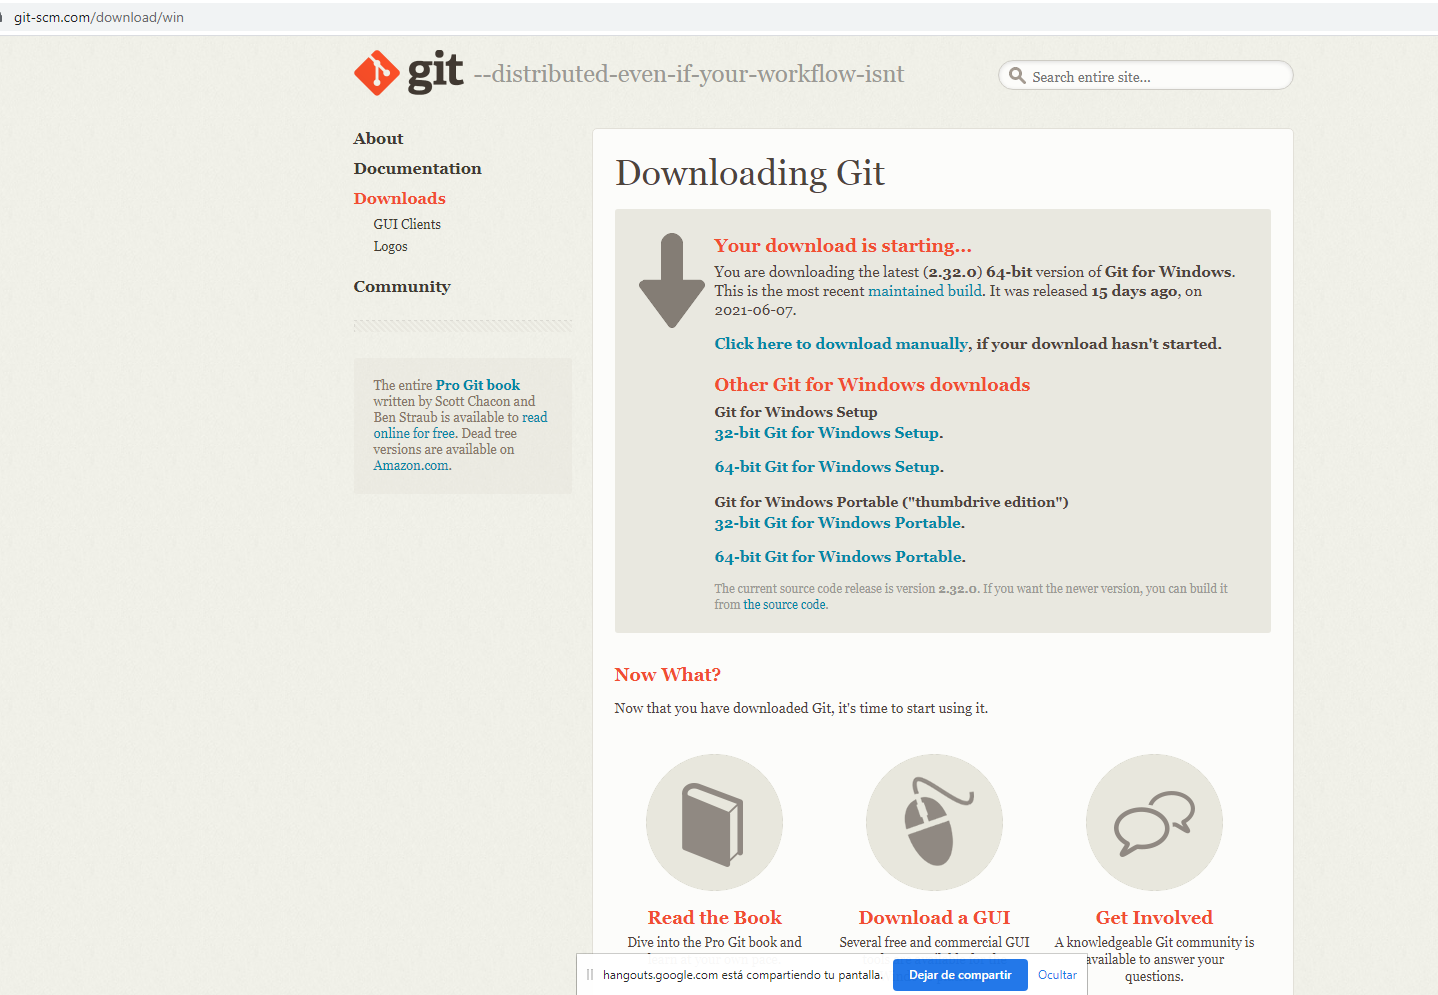 git-scm.com/download/win
git --distributed-even-if-your-workflow-isnt
Search entire site...
About
Documentation
Downloads
GUI Clients
Logos
Community
The entire Pro Git book
written by Scott Chacon and
Ben Straub is available to read
online for free. Dead tree
versions are available on
Amazon.com.
Downloading Git
Your download is starting...
You are downloading the latest (2.32.0) 64-bit version of Git for Windows.
This is the most recent maintained build. It was released 15 days ago, on
2021-06-07.
Click here to download manually, if your download hasn't started.
Other Git for Windows downloads
Git for Windows Setup
32-bit Git for Windows Setup.
64-bit Git for Windows Setup.
Git for Windows Portable ("thumbdrive edition")
32-bit Git for Windows Portable.
64-bit Git for Windows Portable.
The current source code release is version 2.32.0. If you want the newer version, you can build it
from the source code.
Now What?
Now that you have downloaded Git, it's time to start using it.
Read the Book
Dive into the Pro Git book and
Download a GUI
Several free and commercial GUI
Get Involved
A knowledgeable Git community is
available to answer your
questions.
hangouts.google.com está compartiendo tu pantalla.
Dejar de compartir
Ocultar